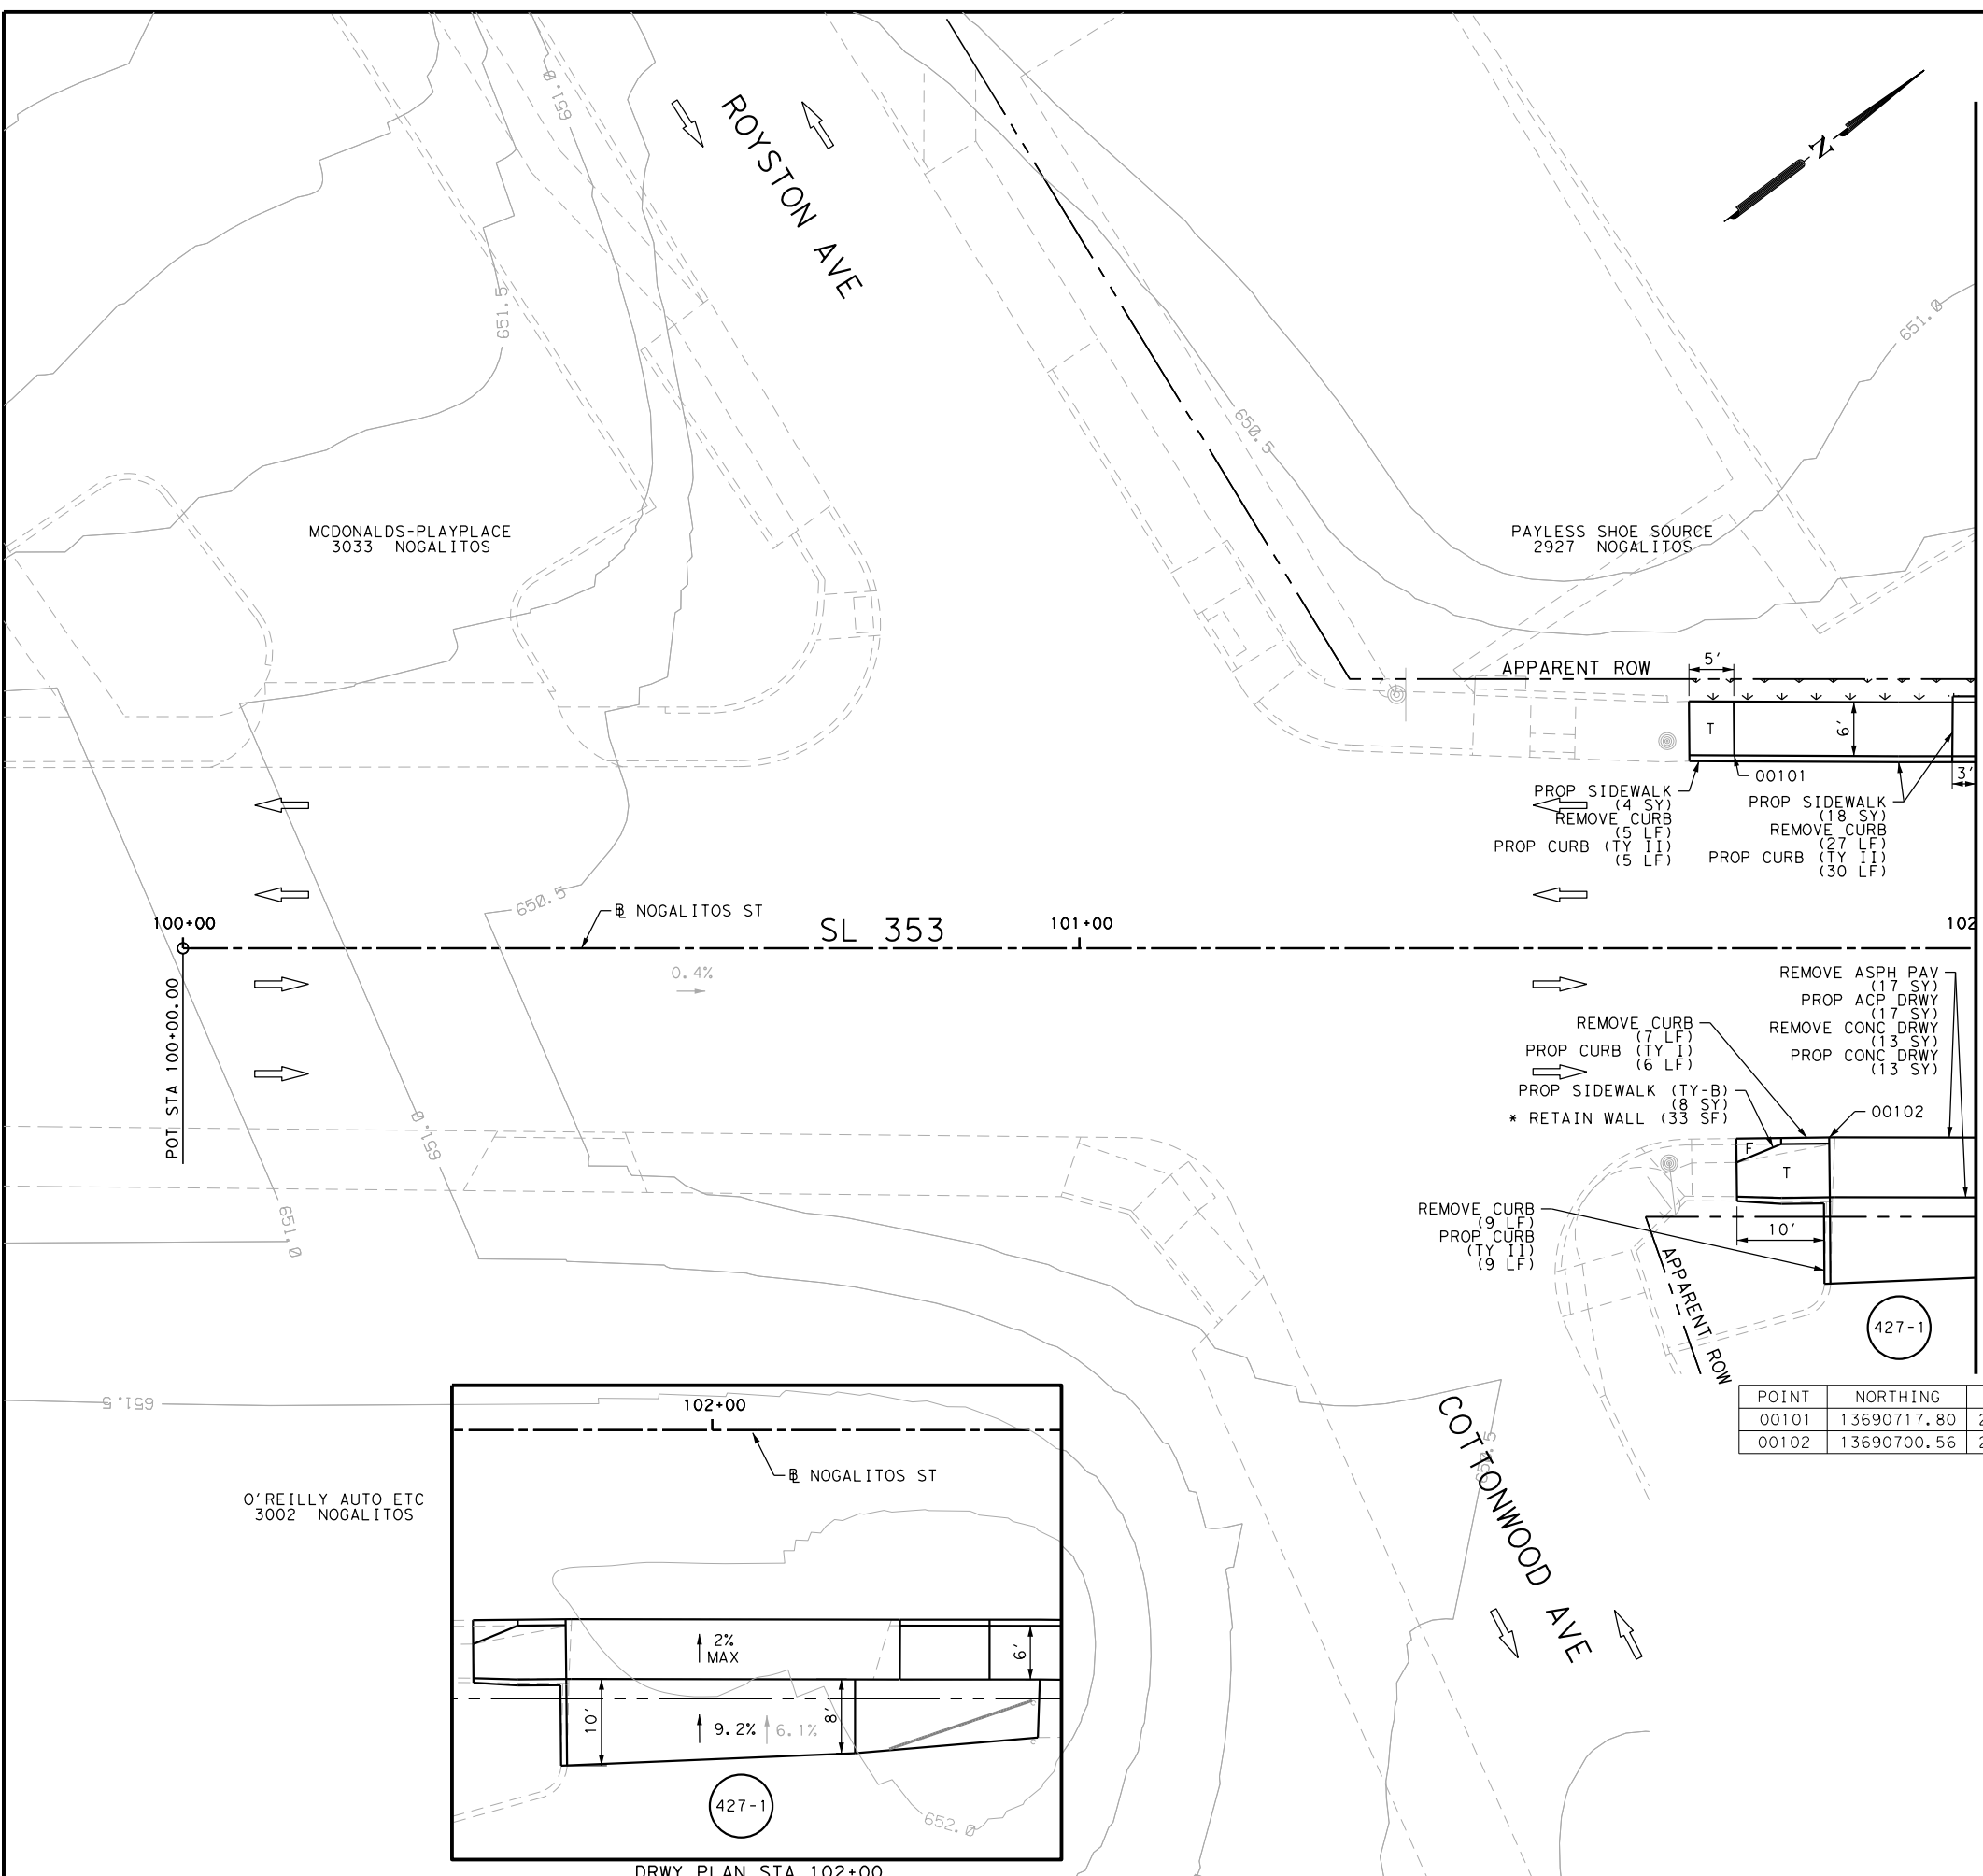 ROYSTON AVE
N
651.0
651.5
651.0
650.5
MCDONALDS-PLAYPLACE
3033 NOGALITOS
PAYLESS SHOE SOURCE
2927 NOGALITOS
APPARENT ROW
5'
T
6'
00101
3'
PROP SIDEWALK
(4 SY)
REMOVE CURB
(5 LF)
PROP CURB (TY II)
(5 LF)
PROP SIDEWALK
(18 SY)
REMOVE CURB
(27 LF)
PROP CURB (TY II)
(30 LF)
650.5
℄ NOGALITOS ST
100+00
SL 353
101+00
102
0.4%
POT STA 100+00.00
REMOVE ASPH PAV
(17 SY)
PROP ACP DRWY
(17 SY)
REMOVE CONC DRWY
(13 SY)
PROP CONC DRWY
(13 SY)
REMOVE CURB
(7 LF)
PROP CURB (TY I)
(6 LF)
PROP SIDEWALK (TY-B)
(8 SY)
* RETAIN WALL (33 SF)
00102
F
T
651.0
651.0
REMOVE CURB
(9 LF)
PROP CURB
(TY II)
(9 LF)
10'
APPARENT ROW
427-1
651.5
POINT NORTHING
00101 13690717.80 2
00102 13690700.56 2
COTTONWOOD AVE
102+00
℄ NOGALITOS ST
O'REILLY AUTO ETC
3002 NOGALITOS
2%
MAX
6'
10'
9.2%
6.1%
8'
427-1
652.0
DRWY PLAN STA 102+00